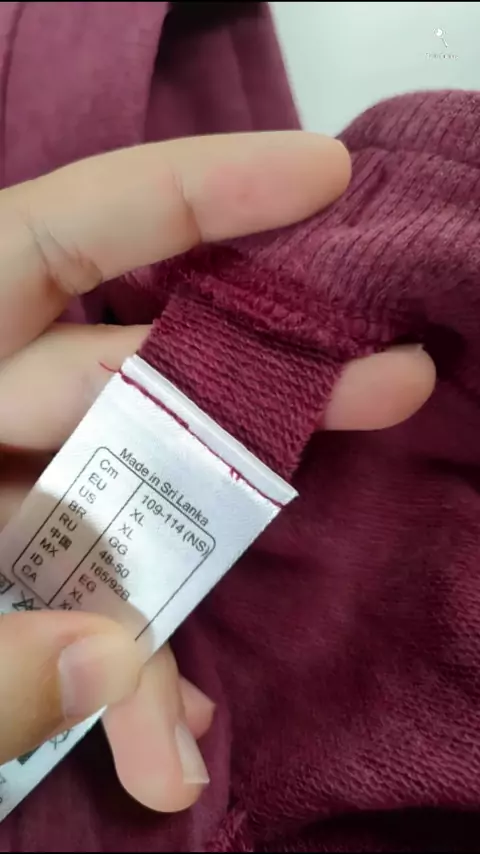 Made in Sri Lanka
Cm 109-114 (NS)
EU XL
US XL
BR GG
RU 48-50
中国 165/92B
MX EG
ID XL
CA